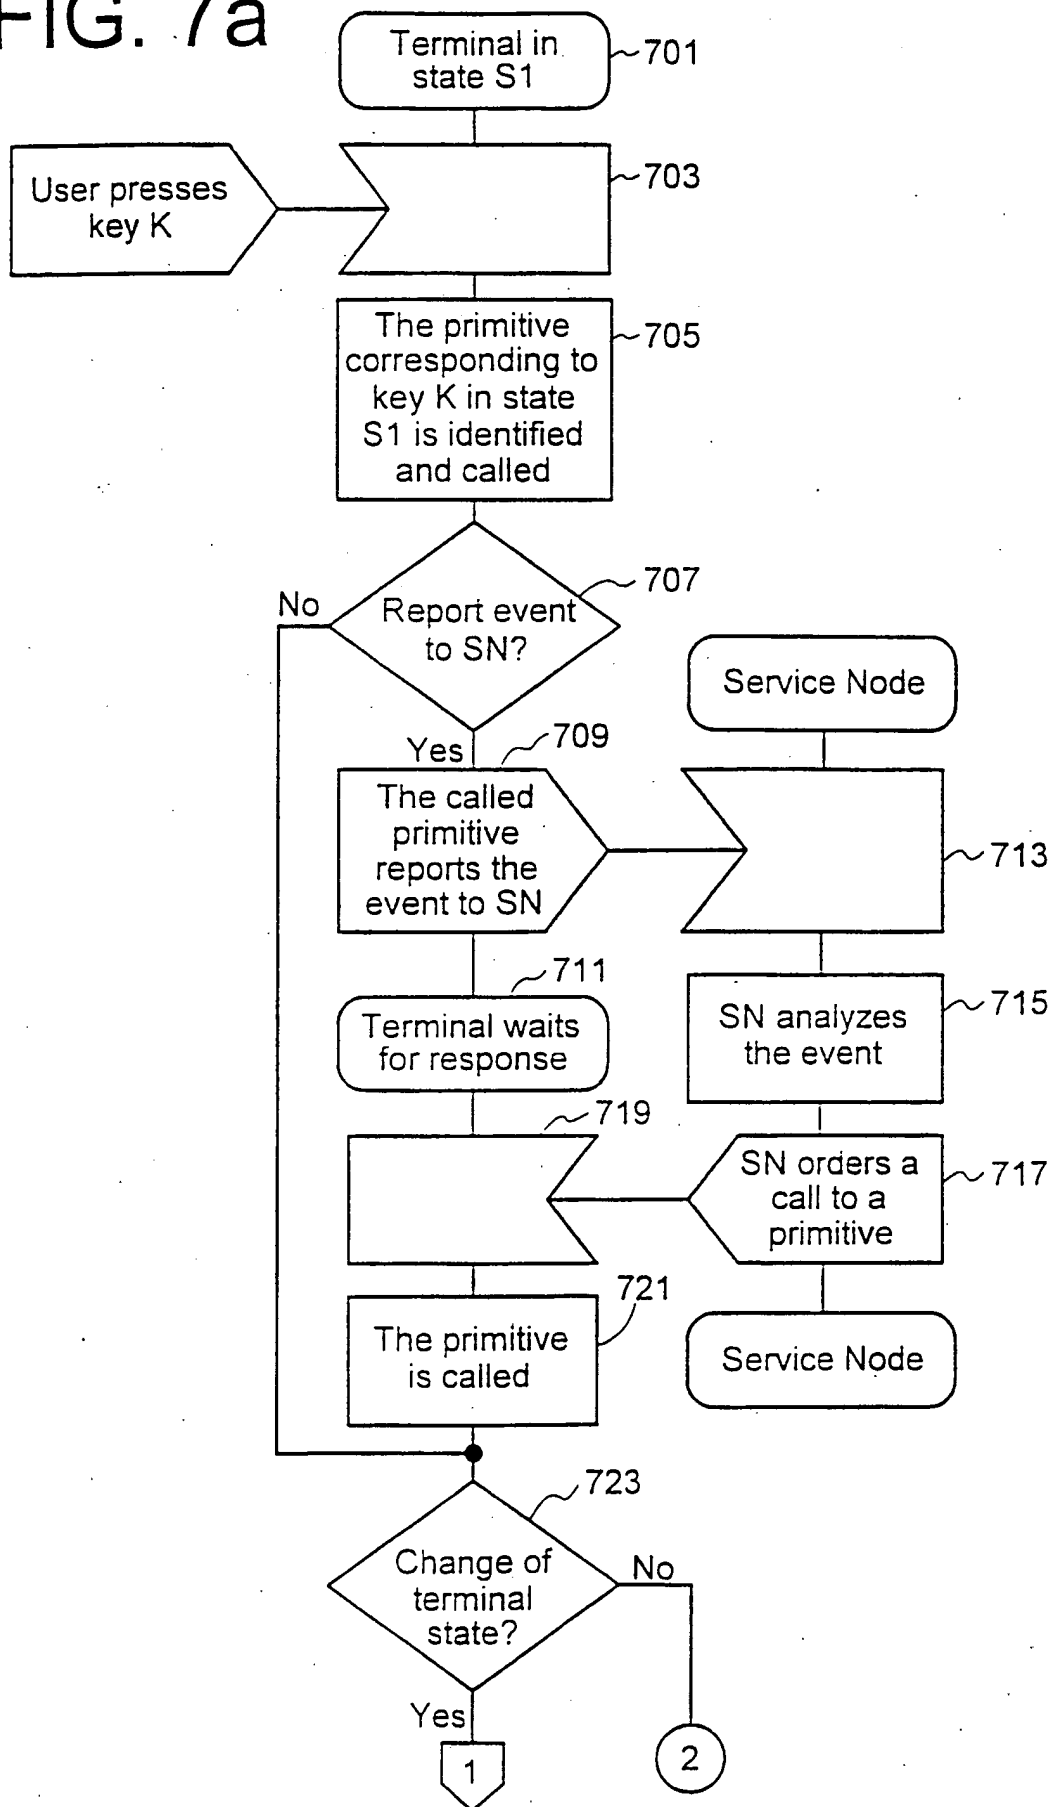 FIG. 7a
Terminal in
state S1
701
User presses
key K
703
The primitive
corresponding to
key K in state
S1 is identified
and called
705
707
No
Report event
to SN?
Service Node
Yes
709
The called
primitive
reports the
event to SN
713
711
Terminal waits
for response
SN analyzes
the event
715
719
SN orders a
call to a
primitive
717
721
The primitive
is called
Service Node
723
Change of
terminal
state?
No
Yes
1
2